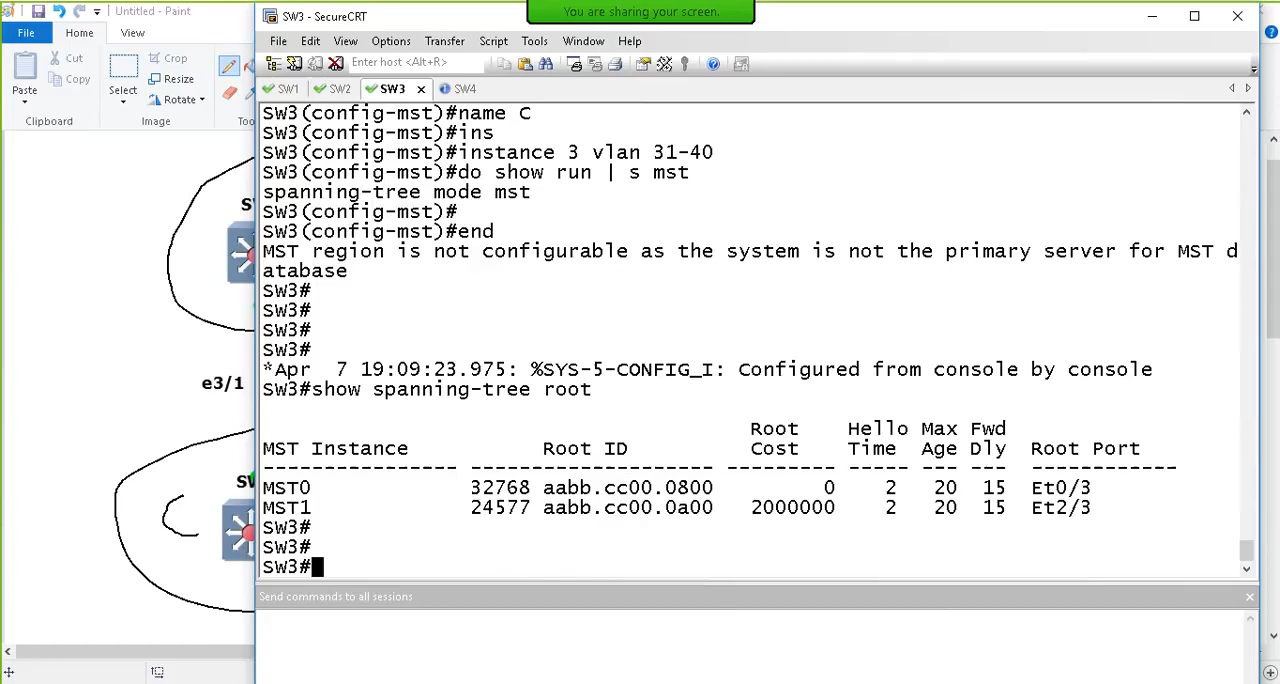 Untitled - Paint
You are sharing your screen.
SW3 - SecureCRT
File Home View
File Edit View Options Transfer Script Tools Window Help
Paste
Cut
Copy
Clipboard
Select
Crop
Resize
Rotate
Image
Enter host <Alt+R>
SW1 SW2 SW3 SW4
SW3(config-mst)#name C
SW3(config-mst)#ins
SW3(config-mst)#instance 3 vlan 31-40
SW3(config-mst)#do show run | s mst
spanning-tree mode mst
SW3(config-mst)#
SW3(config-mst)#end
MST region is not configurable as the system is not the primary server for MST d
atabase
SW3#
SW3#
SW3#
SW3#
*Apr  7 19:09:23.975: %SYS-5-CONFIG_I: Configured from console by console
SW3#show spanning-tree root
Root Hello Max Fwd
MST Instance Root ID Cost Time Age Dly Root Port
---------------- -------------------- --------- ----- --- --- ------------
MST0 32768 aabb.cc00.0800 0 2 20 15 Et0/3
MST1 24577 aabb.cc00.0a00 2000000 2 20 15 Et2/3
SW3#
SW3#
SW3#
Send commands to all sessions
e3/1